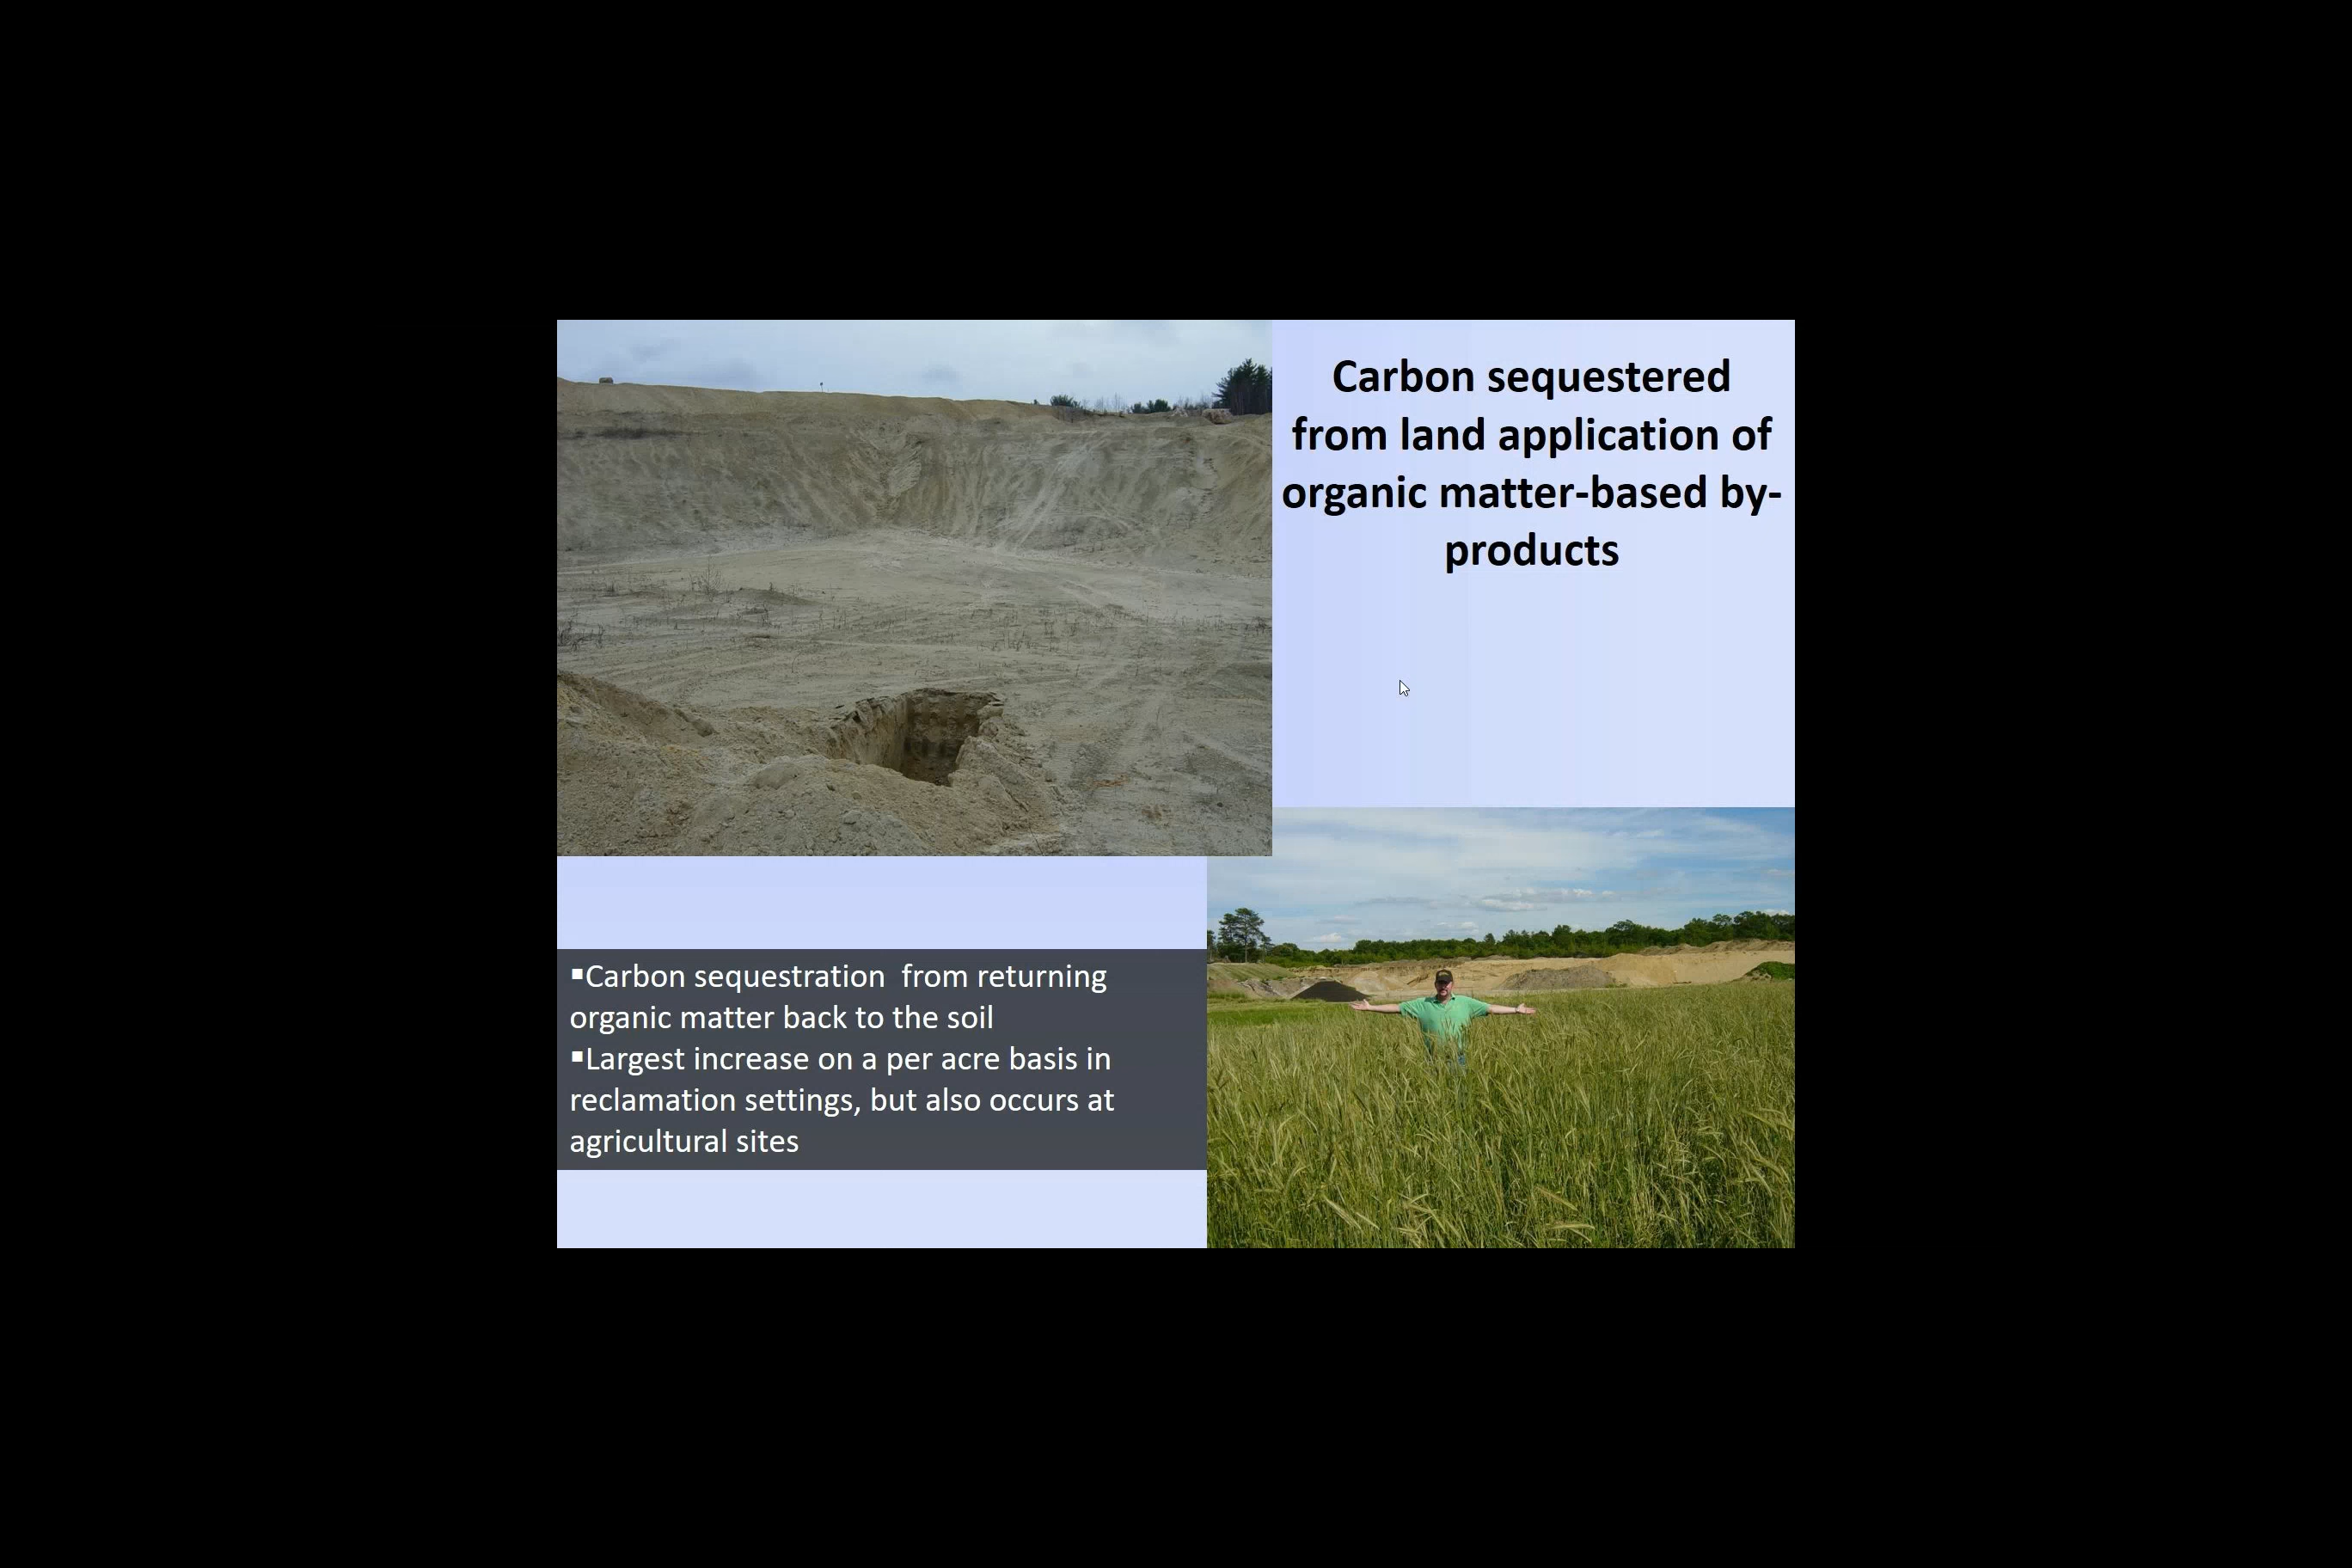 Carbon sequestered
from land application of
organic matter-based by-
products
▪Carbon sequestration  from returning
organic matter back to the soil
▪Largest increase on a per acre basis in
reclamation settings, but also occurs at
agricultural sites